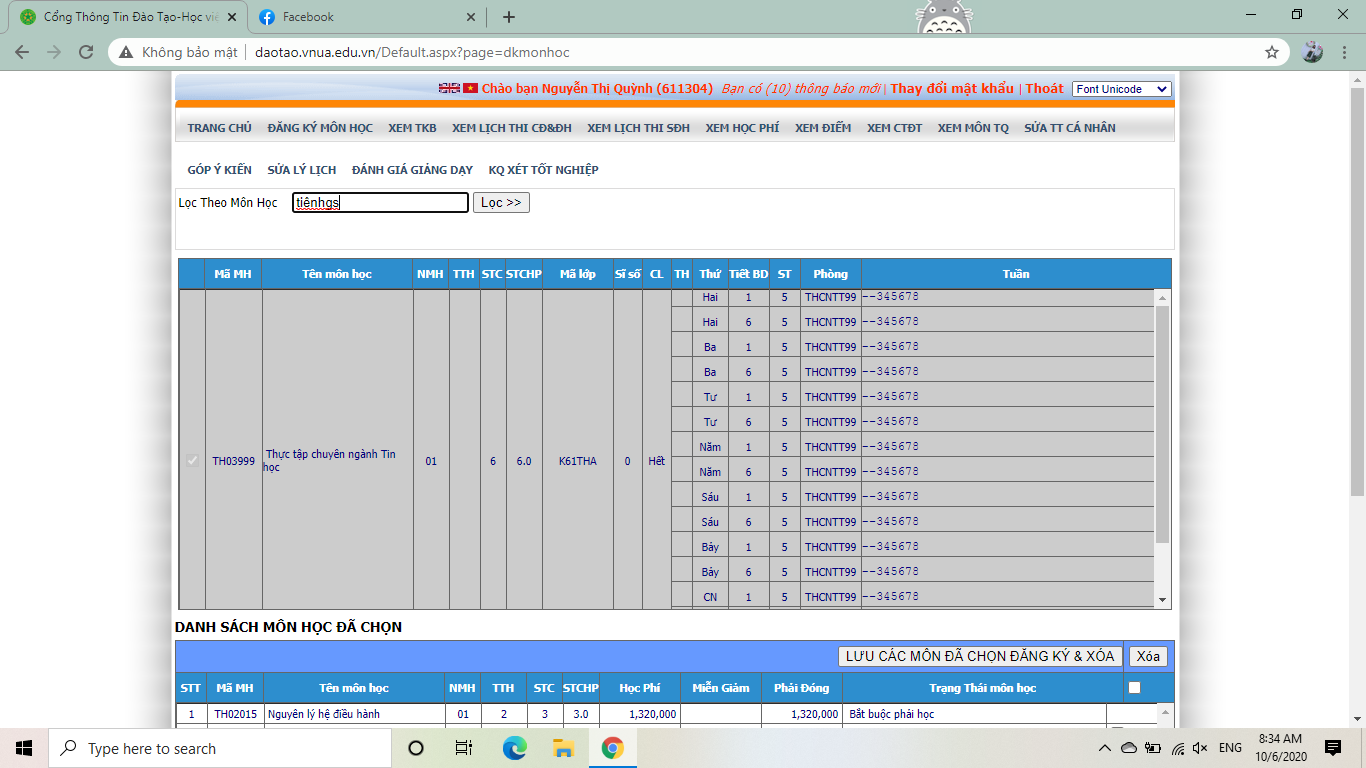 Cổng Thông Tin Đào Tạo-Học việ
Facebook
Không bảo mật | daotao.vnua.edu.vn/Default.aspx?page=dkmonhoc
Chào bạn Nguyễn Thị Quỳnh (611304) Bạn có (10) thông báo mới | Thay đổi mật khẩu | Thoát Font Unicode
TRANG CHỦ ĐĂNG KÝ MÔN HỌC XEM TKB XEM LỊCH THI CĐ&ĐH XEM LỊCH THI SĐH XEM HỌC PHÍ XEM ĐIỂM XEM CTĐT XEM MÔN TQ SỬA TT CÁ NHÂN
GÓP Ý KIẾN SỬA LÝ LỊCH ĐÁNH GIÁ GIẢNG DẠY KQ XÉT TỐT NGHIỆP
Lọc Theo Môn Học tiênhgs Lọc >>
Mã MH Tên môn học NMH TTH STC STCHP Mã lớp Sĩ số CL TH Thứ Tiết BD ST Phòng Tuần
Hai 1 5 THCNTT99 --345678
Hai 6 5 THCNTT99 --345678
Ba 1 5 THCNTT99 --345678
Ba 6 5 THCNTT99 --345678
Tư 1 5 THCNTT99 --345678
Tư 6 5 THCNTT99 --345678
Năm 1 5 THCNTT99 --345678
TH03999 Thực tập chuyên ngành Tin học 01 6 6.0 K61THA 0 Hết
Năm 6 5 THCNTT99 --345678
Sáu 1 5 THCNTT99 --345678
Sáu 6 5 THCNTT99 --345678
Bảy 1 5 THCNTT99 --345678
Bảy 6 5 THCNTT99 --345678
CN 1 5 THCNTT99 --345678
DANH SÁCH MÔN HỌC ĐÃ CHỌN
LƯU CÁC MÔN ĐÃ CHỌN ĐĂNG KÝ & XÓA Xóa
STT Mã MH Tên môn học NMH TTH STC STCHP Học Phí Miễn Giảm Phải Đóng Trạng Thái môn học
1 TH02015 Nguyên lý hệ điều hành 01 2 3 3.0 1,320,000 1,320,000 Bắt buộc phải học
Type here to search
ENG
8:34 AM
10/6/2020